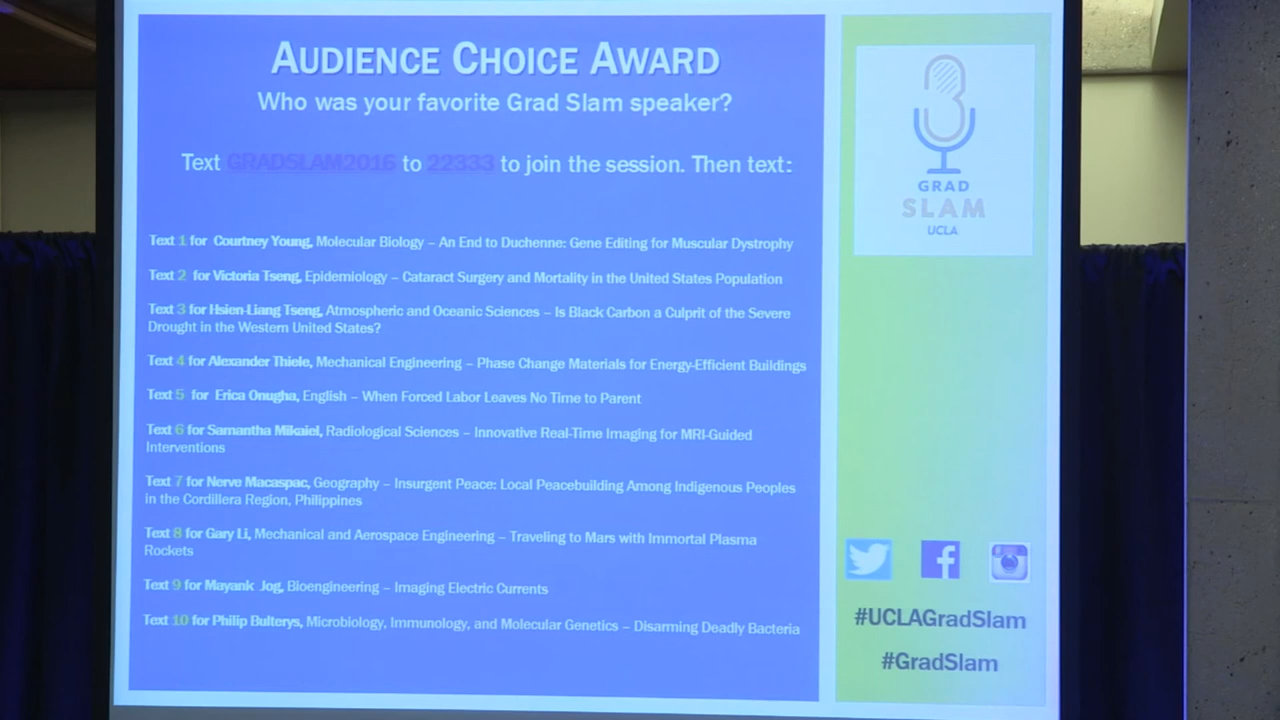 AUDIENCE CHOICE AWARD
Who was your favorite Grad Slam speaker?
Text GRADSLAM2016 to 22333 to join the session. Then text:
Text 1 for Courtney Young, Molecular Biology – An End to Duchenne: Gene Editing for Muscular Dystrophy
Text 2 for Victoria Tseng, Epidemiology – Cataract Surgery and Mortality in the United States Population
Text 3 for Hsien-Liang Tseng, Atmospheric and Oceanic Sciences – Is Black Carbon a Culprit of the Severe
Drought in the Western United States?
Text 4 for Alexander Thiele, Mechanical Engineering – Phase Change Materials for Energy-Efficient Buildings
Text 5 for Erica Onugha, English – When Forced Labor Leaves No Time to Parent
Text 6 for Samantha Mikaiel, Radiological Sciences – Innovative Real-Time Imaging for MRI-Guided
Interventions
Text 7 for Nerve Macaspac, Geography – Insurgent Peace: Local Peacebuilding Among Indigenous Peoples
in the Cordillera Region, Philippines
Text 8 for Gary Li, Mechanical and Aerospace Engineering – Traveling to Mars with Immortal Plasma
Rockets
Text 9 for Mayank Jog, Bioengineering – Imaging Electric Currents
Text 10 for Philip Bulterys, Microbiology, Immunology, and Molecular Genetics – Disarming Deadly Bacteria
3
GRAD
SLAM
UCLA
#UCLAGradSlam
#GradSlam